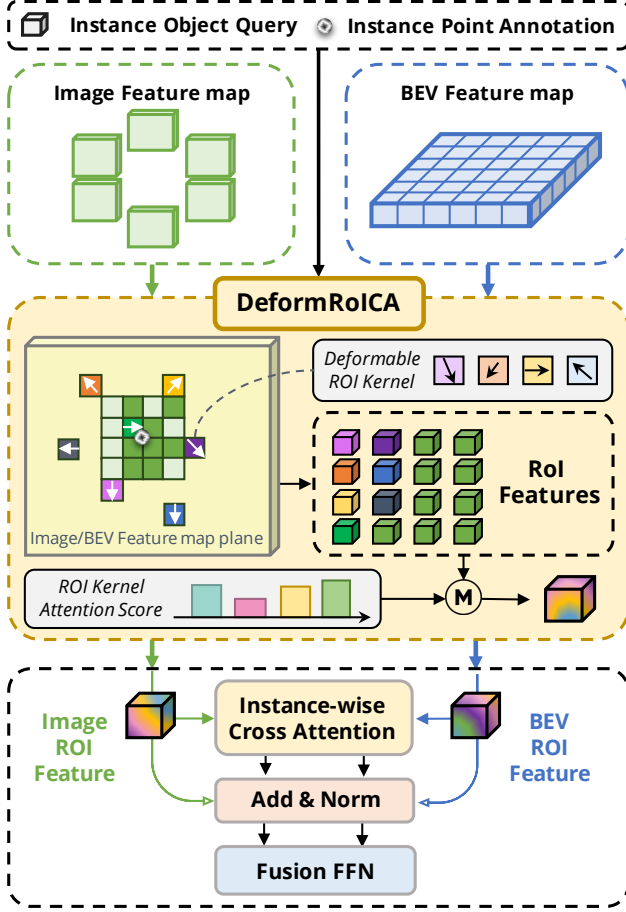 Instance Object Query
Instance Point Annotation
Image Feature map
BEV Feature map
DeformRoICA
Deformable
ROI Kernel
RoI
Features
Image/BEV Feature map plane
ROI Kernel
Attention Score
M
Image
ROI
Feature
Instance-wise
Cross Attention
BEV
ROI
Feature
Add & Norm
Fusion FFN